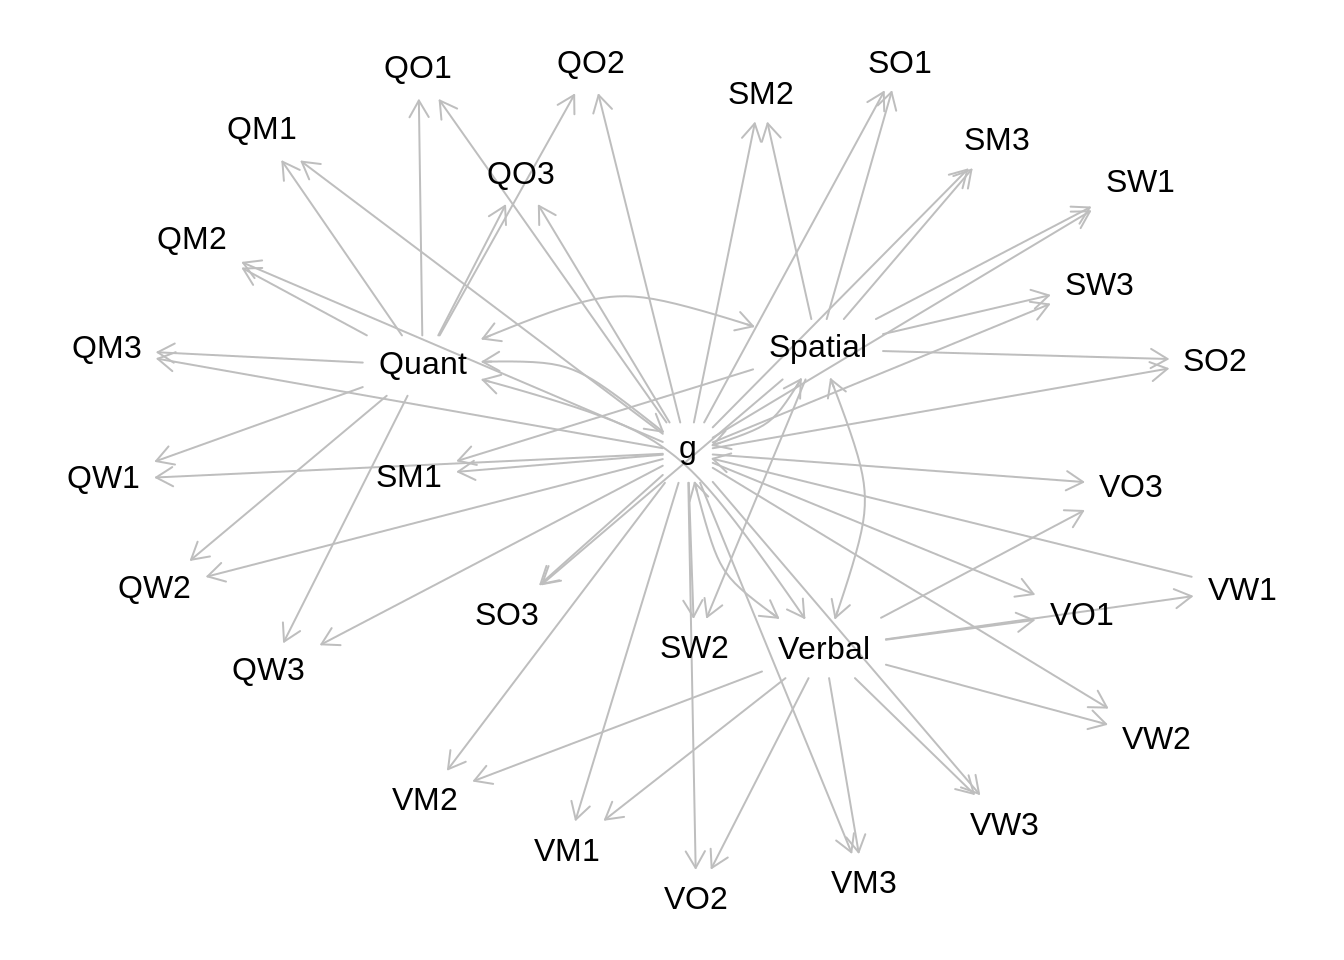 SO1
QO2
QO1
SM2
QM1
SM3
QO3
SW1
QM2
SW3
Spatial
QM3
SO2
Quant
g
SM1
QW1
VO3
QW2
VW1
SO3
VO1
SW2
Verbal
QW3
VW2
VM2
VW3
VM1
VM3
VO2